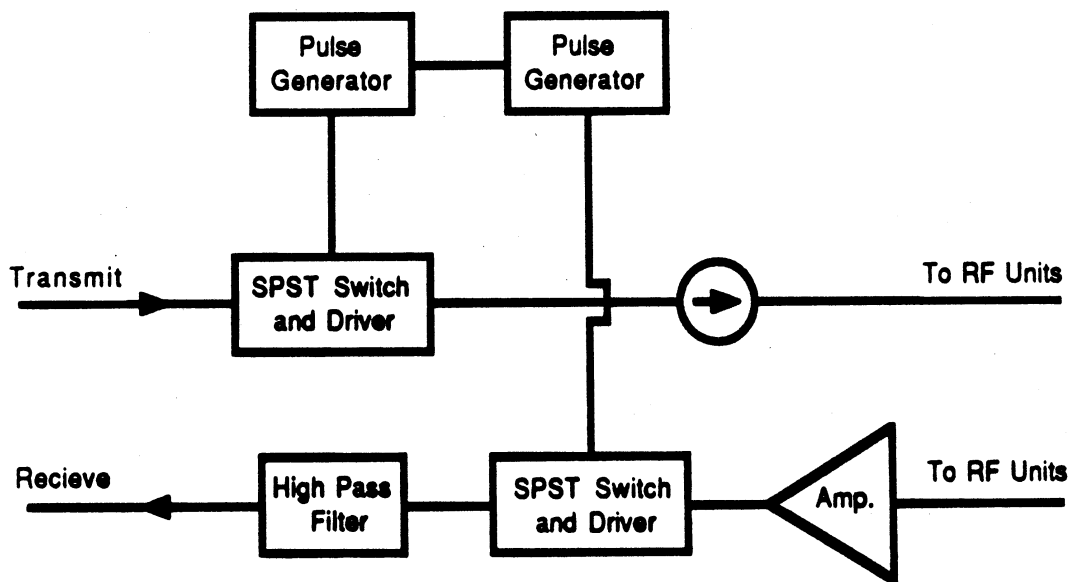 Pulse
Generator
Pulse
Generator
Transmit
SPST Switch
and Driver
To RF Units
Recieve
High Pass
Filter
SPST Switch
and Driver
Amp.
To RF Units